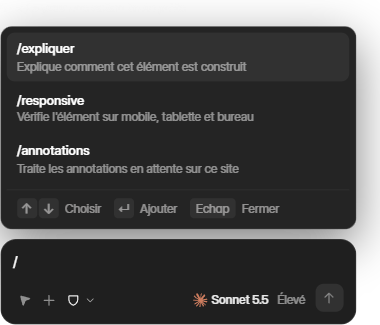 /expliquer
Explique comment cet élément est construit
/responsive
Vérifie l'élément sur mobile, tablette et bureau
/annotations
Traite les annotations en attente sur ce site
↑ ↓ Choisir ↵ Ajouter Echap Fermer
/
Sonnet 5.5 Élevé